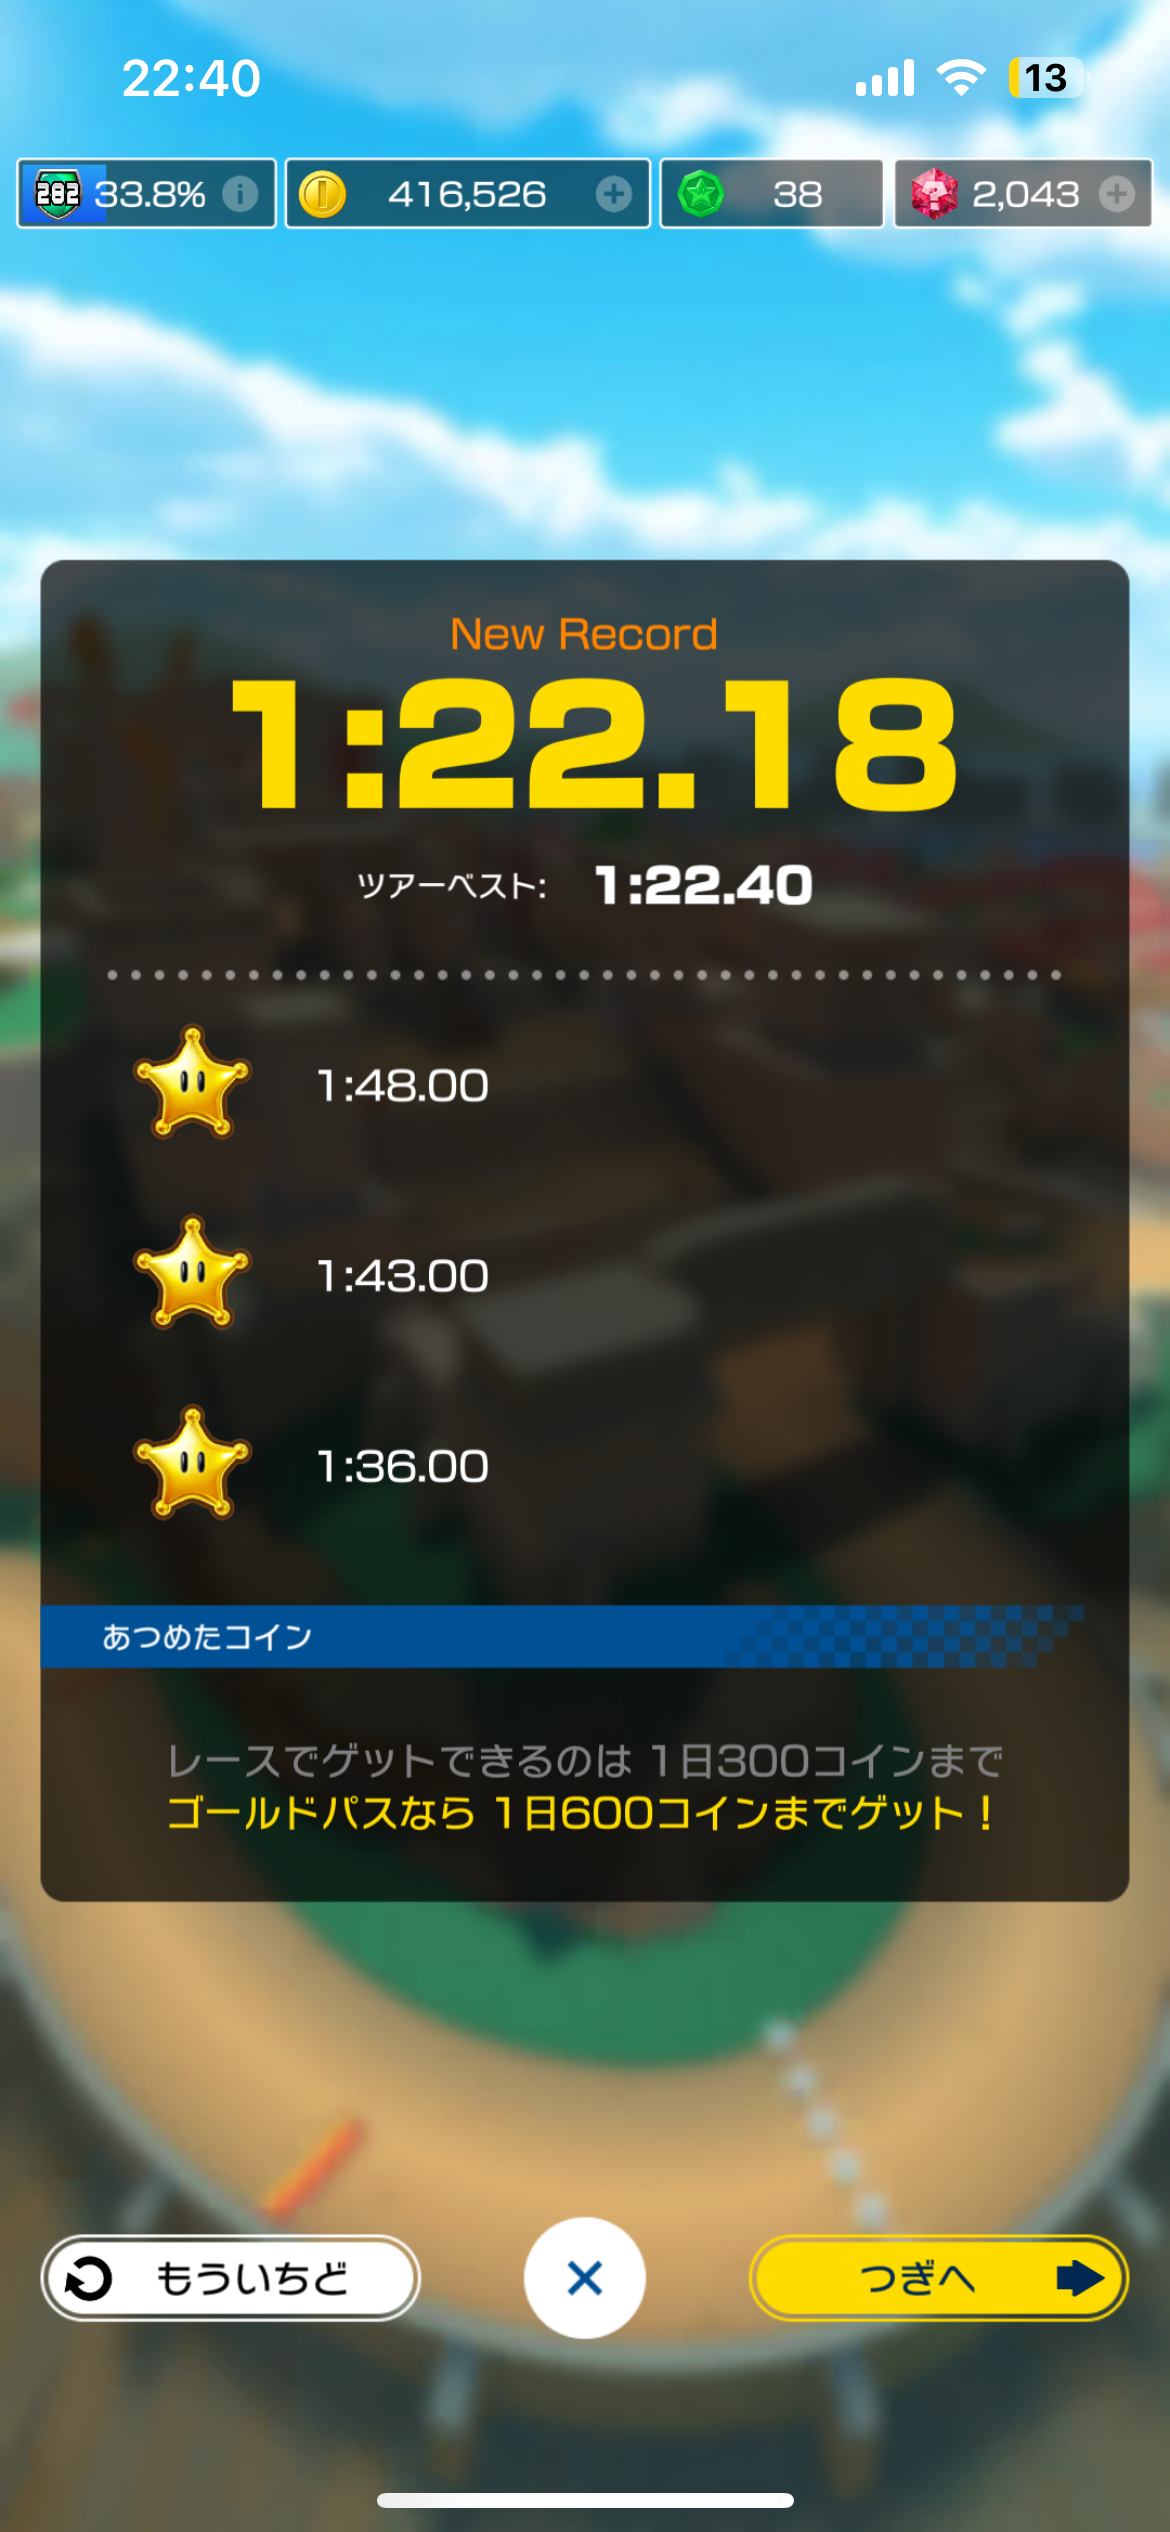 22:40
13
282 33.8% i 416,526 + 38 2,043 +
New Record
1:22.18
ツアーベスト: 1:22.40
1:48.00
1:43.00
1:36.00
あつめたコイン
レースでゲットできるのは 1日300コインまで
ゴールドパスなら 1日600コインまでゲット！
もういちど × つぎへ